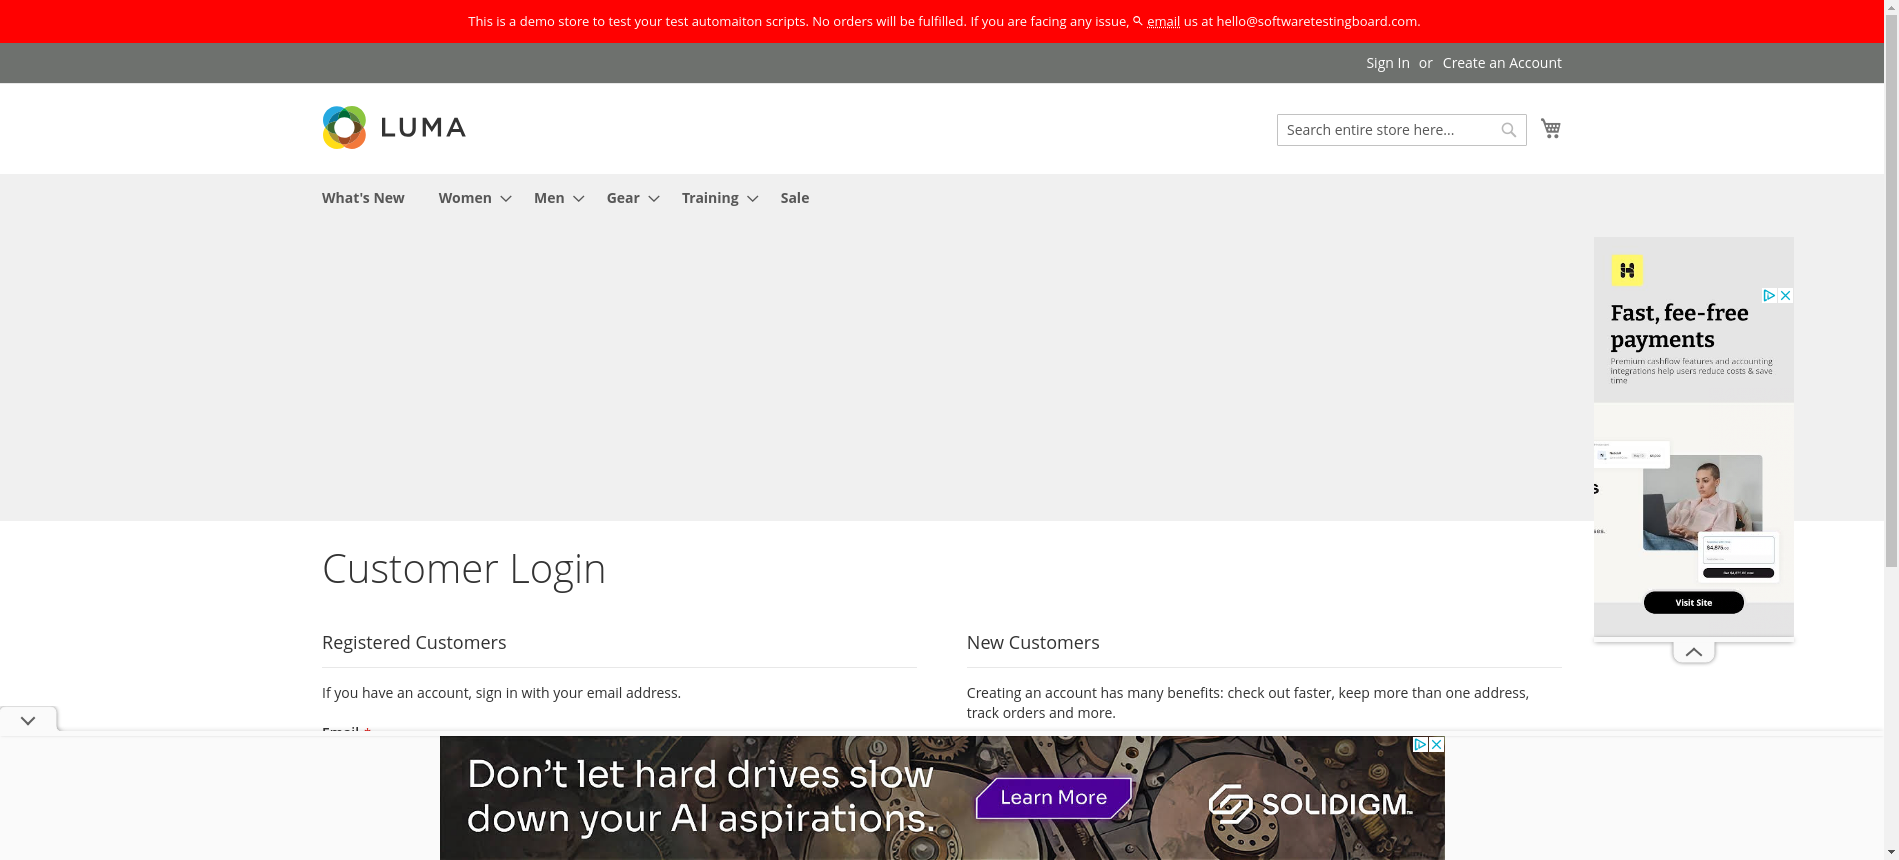 This is a demo store to test your test automaiton scripts. No orders will be fulfilled. If you are facing any issue, email us at hello@softwaretestingboard.com.
Sign In or Create an Account
LUMA
Search entire store here...
What's New Women Men Gear Training Sale
Fast, fee-free
payments
Premium cashflow features and accounting
integrations help users reduce costs & save
time
Visit Site
Customer Login
Registered Customers
If you have an account, sign in with your email address.
Email *
New Customers
Creating an account has many benefits: check out faster, keep more than one address,
track orders and more.
Don't let hard drives slow
down your AI aspirations.
Learn More
SOLIDIGM